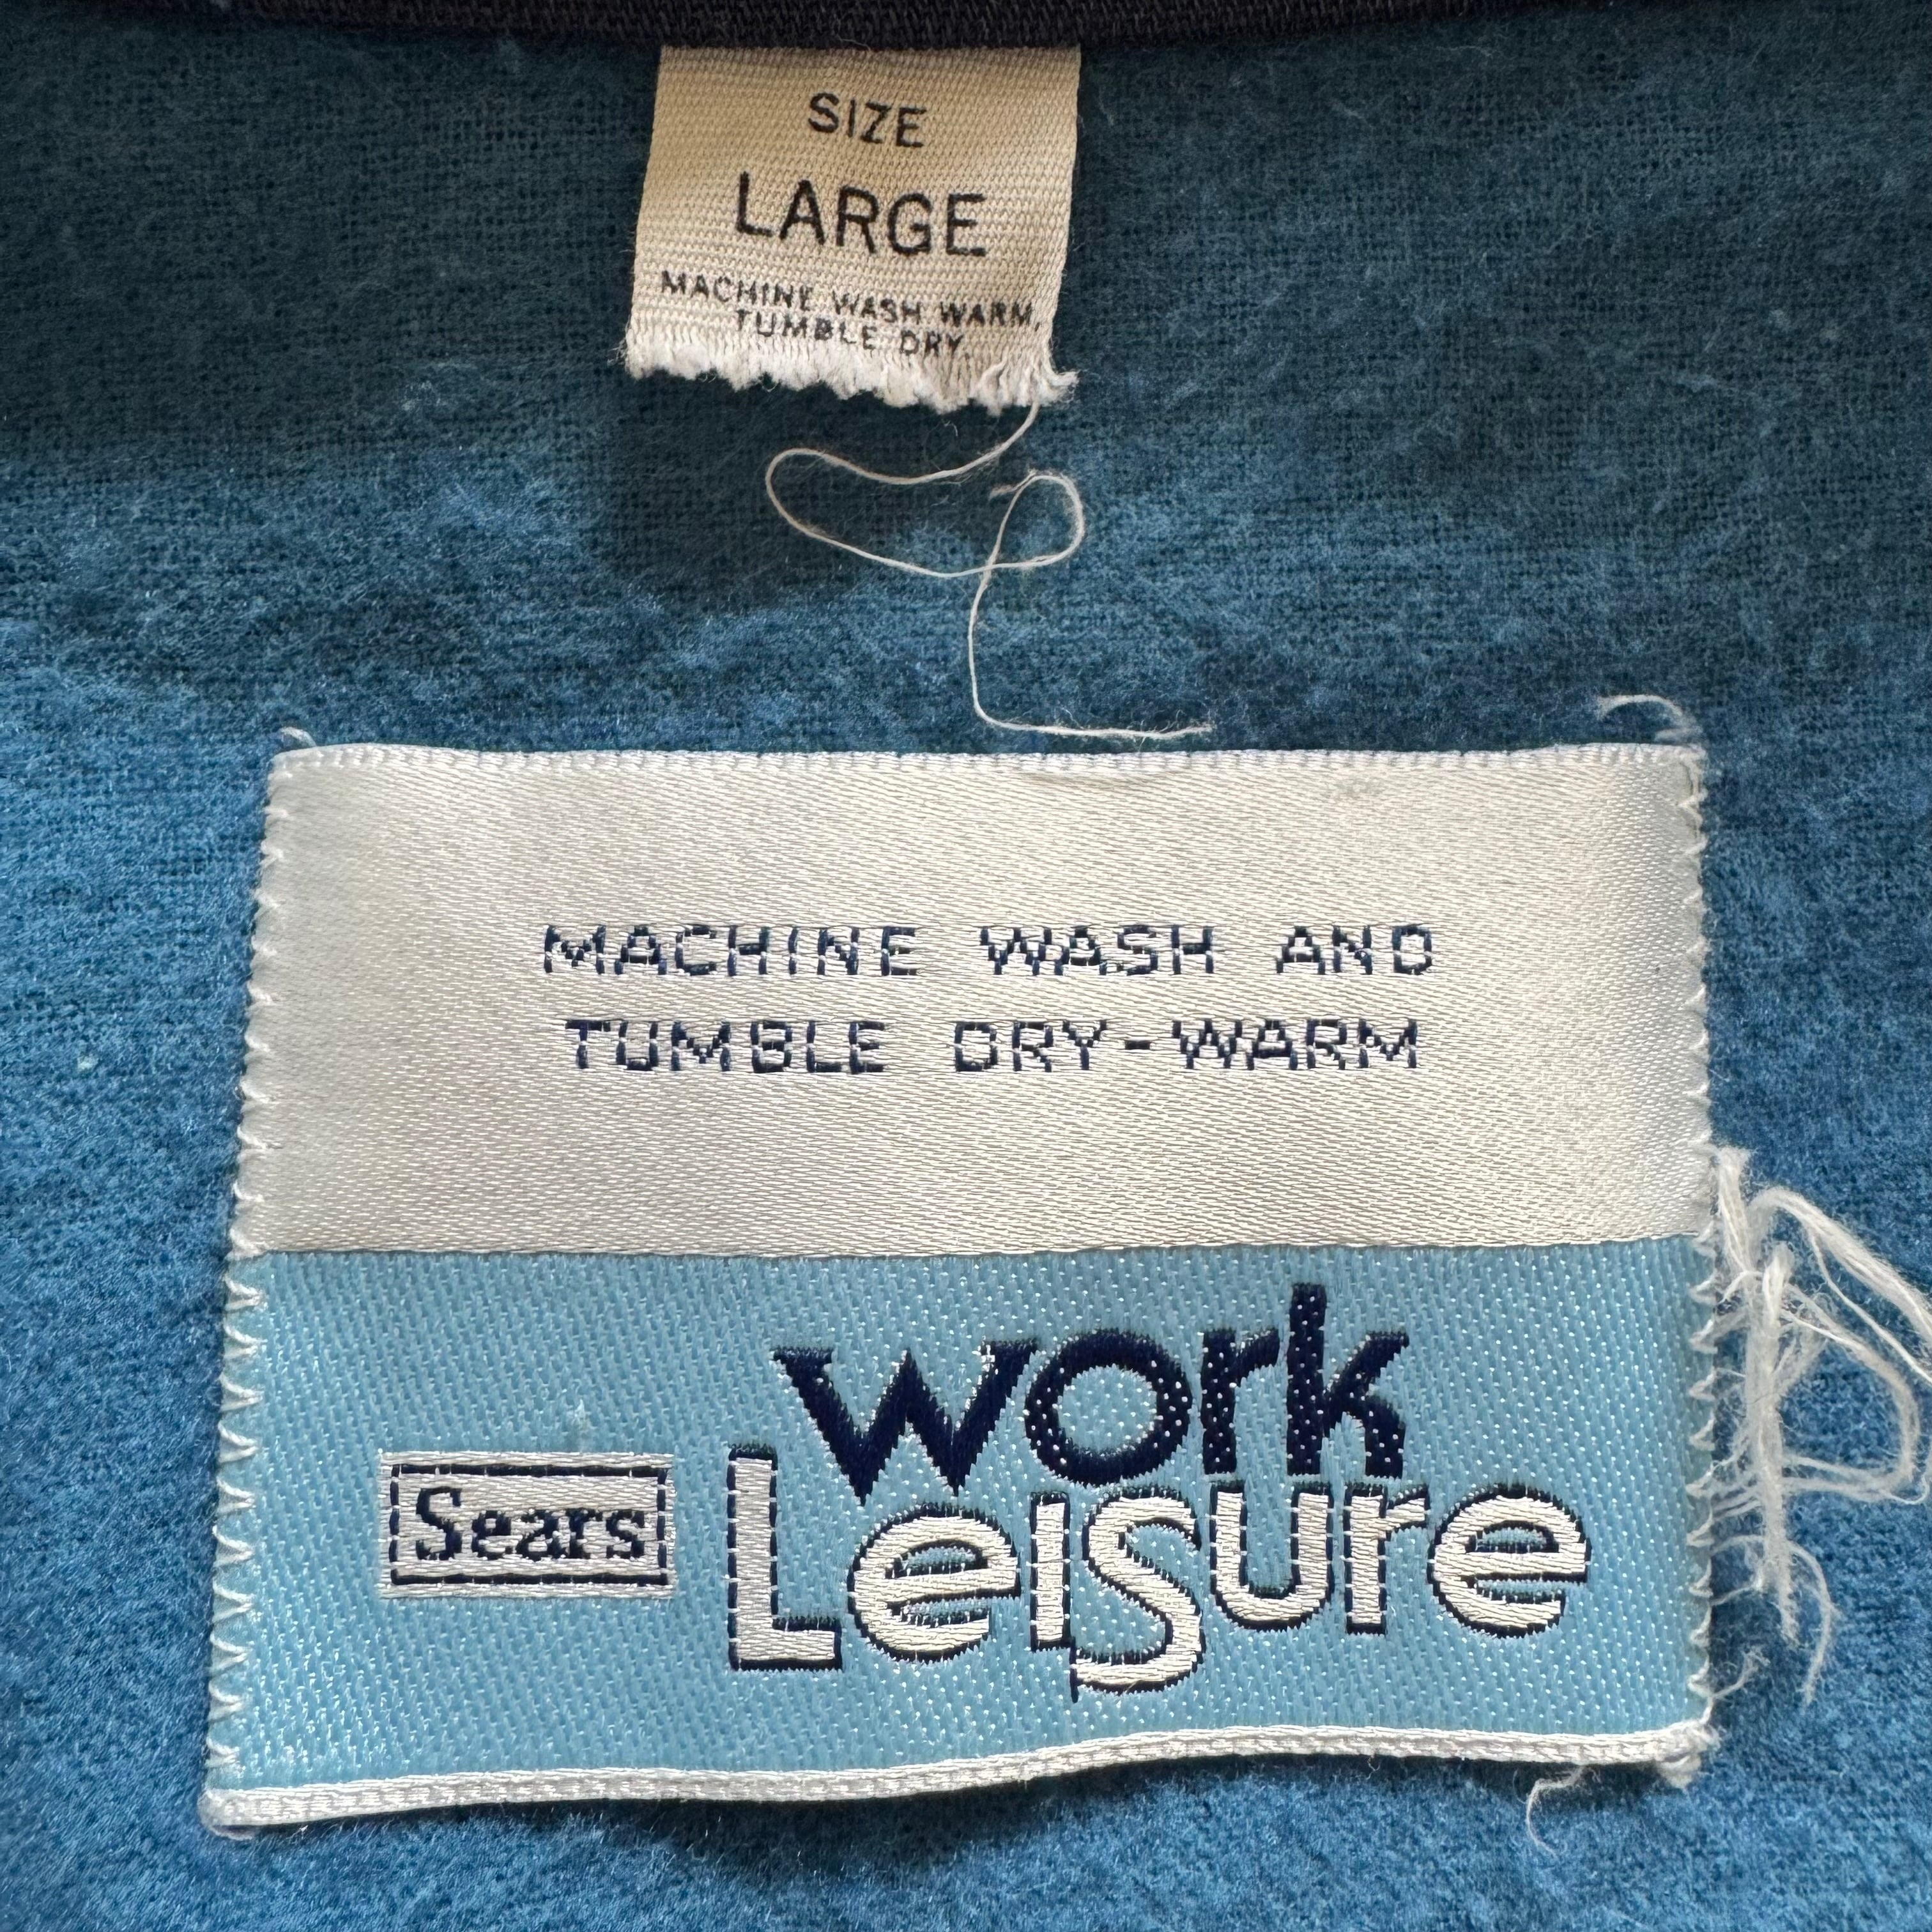 SIZE
LARGE
MACHINE WASH WARM,
TUMBLE DRY.
MACHINE WASH AND
TUMBLE DRY-WARM
Work
Sears Leisure